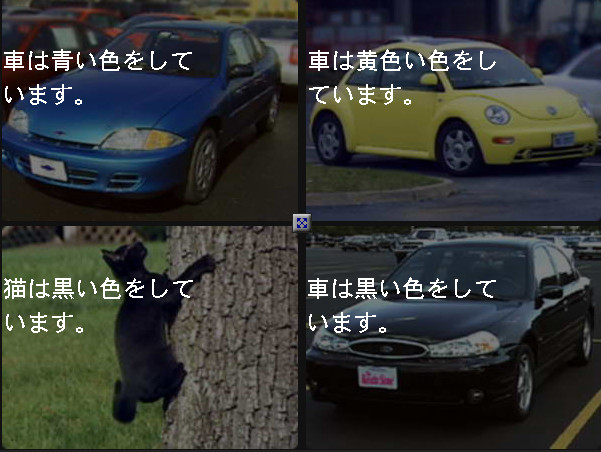 車は青い色をして
います。
車は黄色い色をし
ています。
猫は黒い色をして
います。
車は黒い色をして
います。